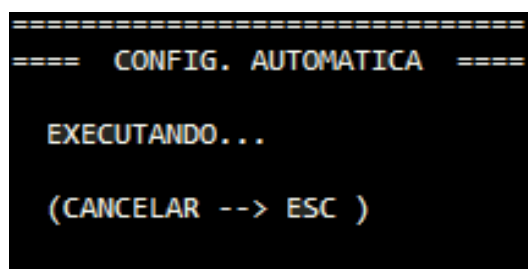 ===============================
==== CONFIG. AUTOMATICA ====
EXECUTANDO...
(CANCELAR --> ESC )